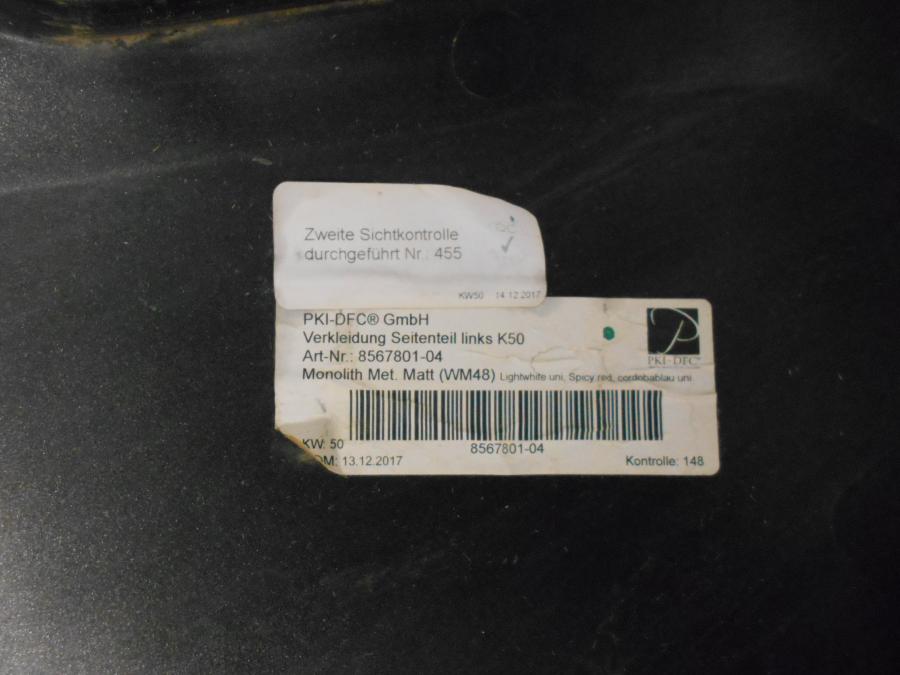 Zweite Sichtkontrolle
durchgeführt Nr.: 455
KW50 14.12.2017
PKI-DFC® GmbH
Verkleidung Seitenteil links K50
Art-Nr.: 8567801-04
Monolith Met. Matt (WM48) Lightwhite uni, Spicy red, cordobablau uni
PKI-DFC
KW: 50
8567801-04
OM: 13.12.2017
Kontrolle: 148